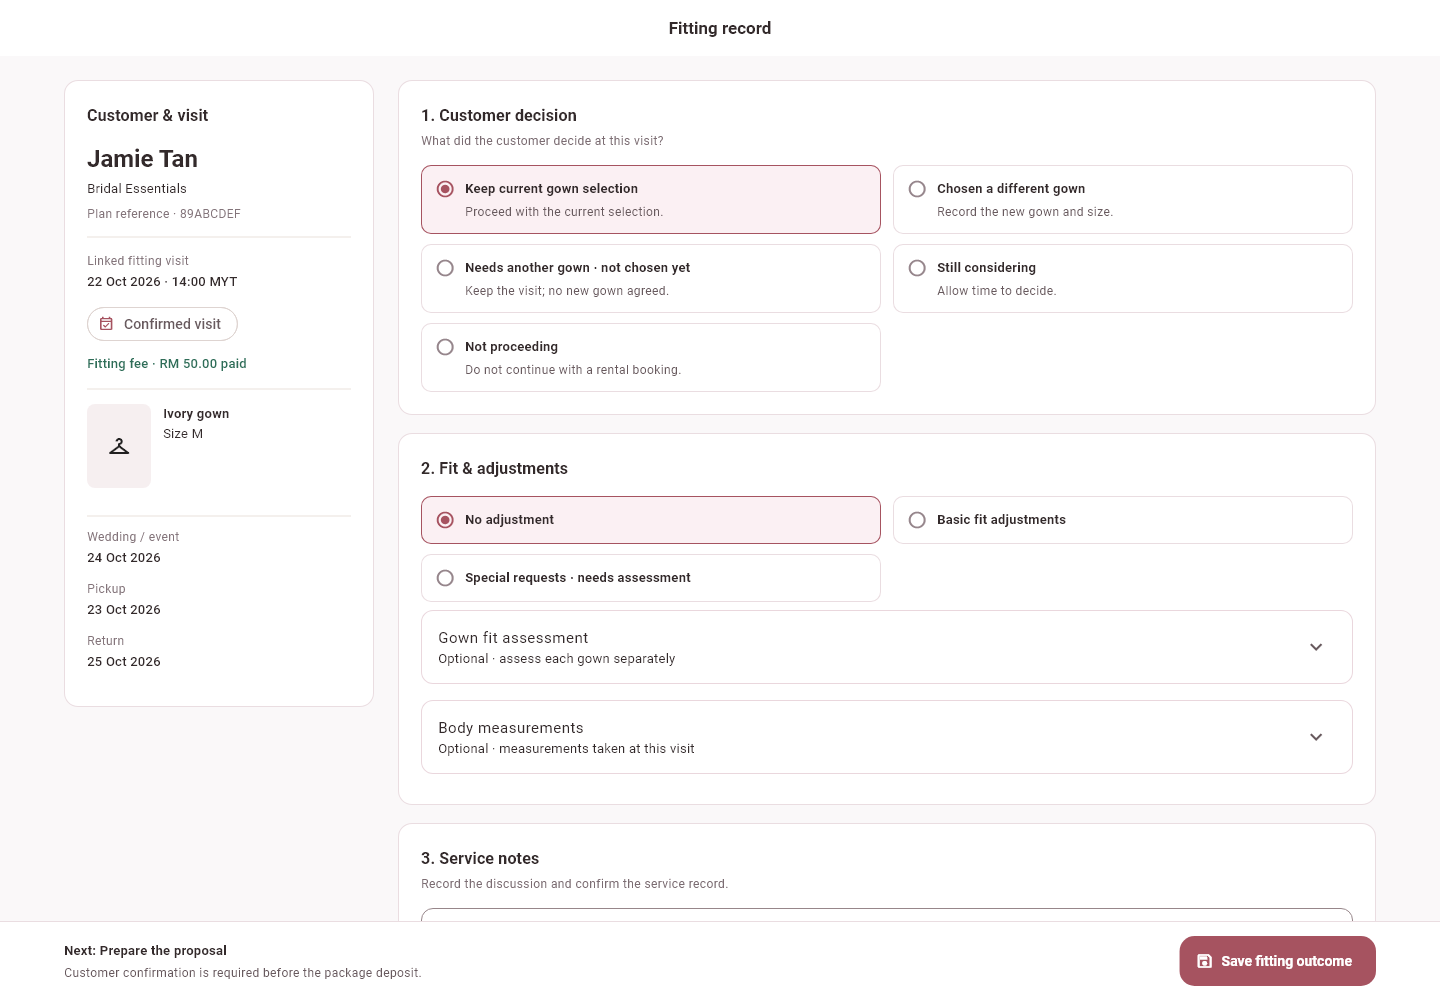 Fitting record
Customer & visit
Jamie Tan
Bridal Essentials
Plan reference · 89ABCDEF
Linked fitting visit
22 Oct 2026 · 14:00 MYT
Confirmed visit
Fitting fee · RM 50.00 paid
Ivory gown
Size M
Wedding / event
24 Oct 2026
Pickup
23 Oct 2026
Return
25 Oct 2026
1. Customer decision
What did the customer decide at this visit?
Keep current gown selection
Proceed with the current selection.
Chosen a different gown
Record the new gown and size.
Needs another gown · not chosen yet
Keep the visit; no new gown agreed.
Still considering
Allow time to decide.
Not proceeding
Do not continue with a rental booking.
2. Fit & adjustments
No adjustment
Basic fit adjustments
Special requests · needs assessment
Gown fit assessment
Optional · assess each gown separately
Body measurements
Optional · measurements taken at this visit
3. Service notes
Record the discussion and confirm the service record.
Next: Prepare the proposal
Customer confirmation is required before the package deposit.
Save fitting outcome